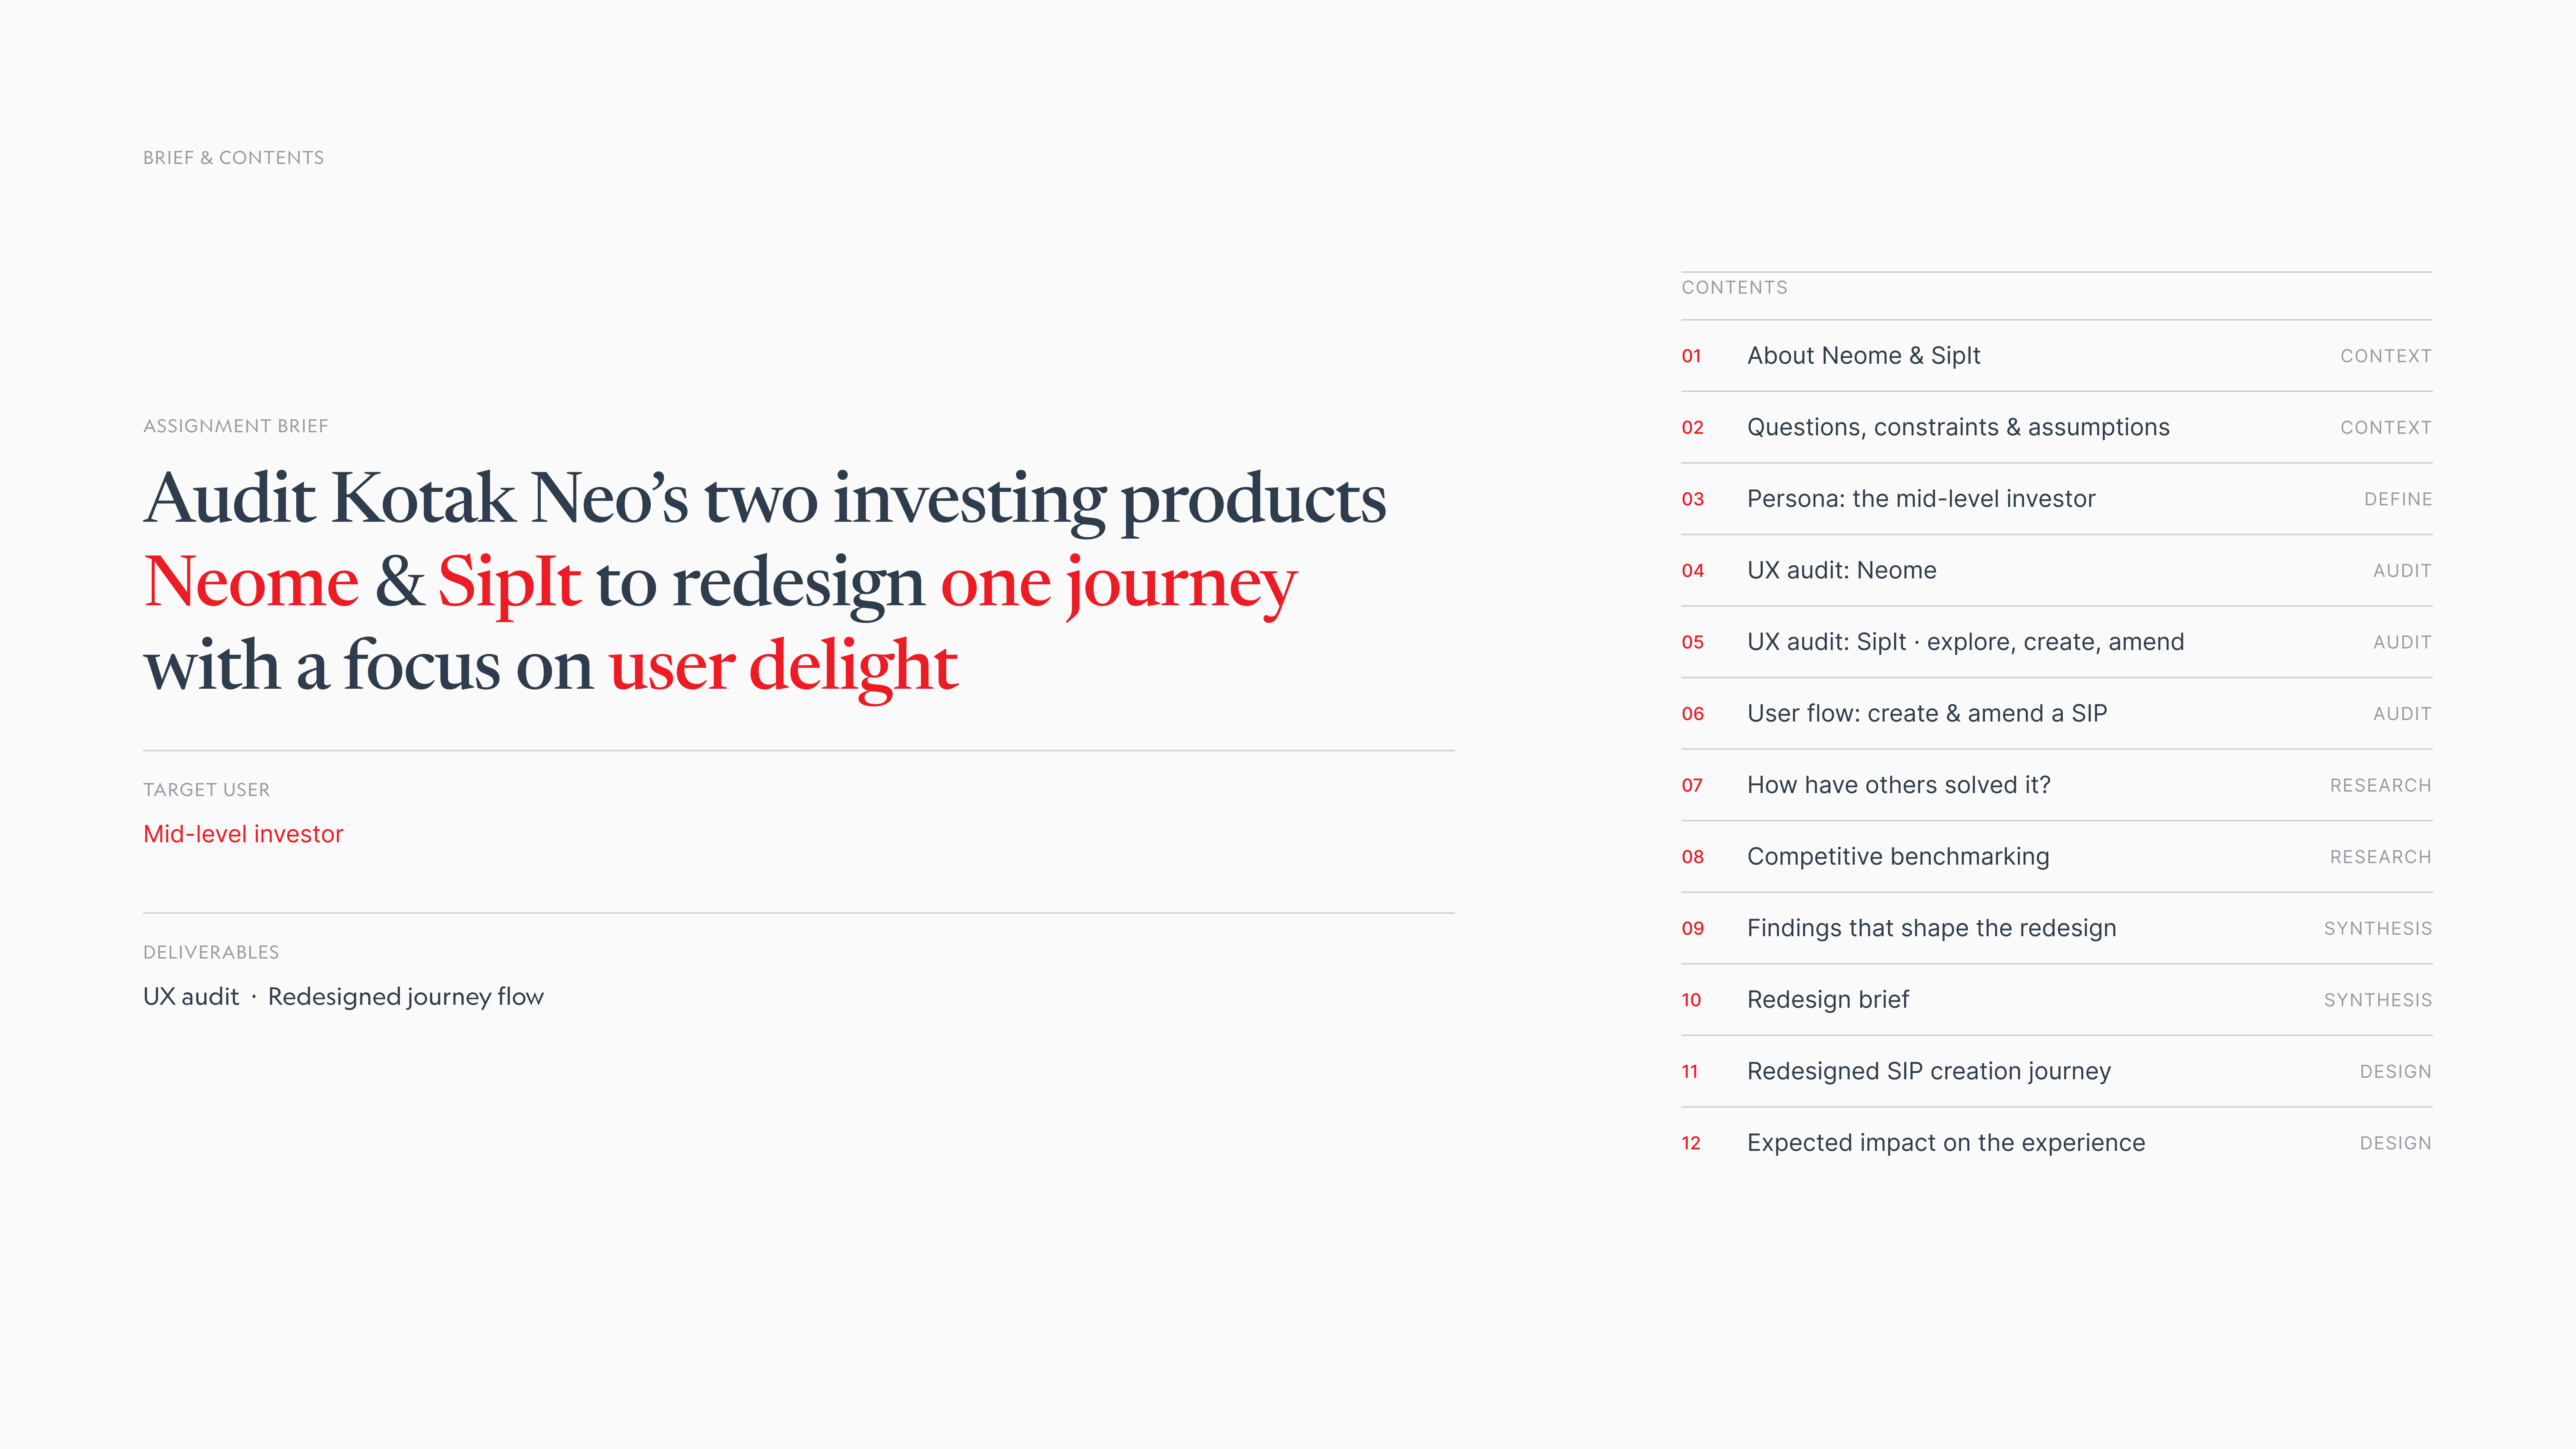 BRIEF & CONTENTS
ASSIGNMENT BRIEF
Audit Kotak Neo’s two investing products
Neome & SipIt to redesign one journey
with a focus on user delight
TARGET USER
Mid-level investor
DELIVERABLES
UX audit · Redesigned journey flow
CONTENTS
01 About Neome & SipIt CONTEXT
02 Questions, constraints & assumptions CONTEXT
03 Persona: the mid-level investor DEFINE
04 UX audit: Neome AUDIT
05 UX audit: SipIt · explore, create, amend AUDIT
06 User flow: create & amend a SIP AUDIT
07 How have others solved it? RESEARCH
08 Competitive benchmarking RESEARCH
09 Findings that shape the redesign SYNTHESIS
10 Redesign brief SYNTHESIS
11 Redesigned SIP creation journey DESIGN
12 Expected impact on the experience DESIGN